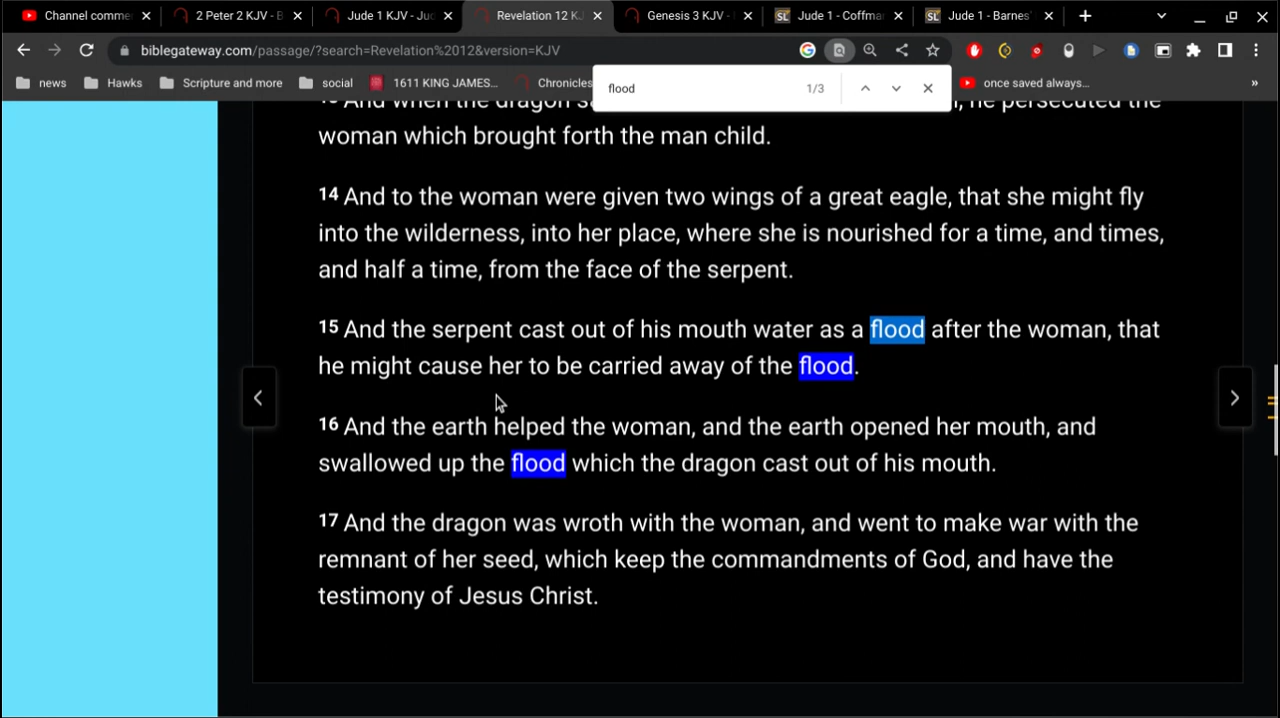 Channel comme
2 Peter 2 KJV - B
Jude 1 KJV - Juc
Revelation 12 KJ
Genesis 3 KJV -
SL Jude 1 - Coffma
SL Jude 1 - Barnes'
biblegateway.com/passage/?search=Revelation%2012&version=KJV
news
Hawks
Scripture and more
social
1611 KING JAMES...
Chronicles
once saved always...
»
flood 1/3
And when the dragon s , he persecuted the
woman which brought forth the man child.
14 And to the woman were given two wings of a great eagle, that she might fly
into the wilderness, into her place, where she is nourished for a time, and times,
and half a time, from the face of the serpent.
15 And the serpent cast out of his mouth water as a flood after the woman, that
he might cause her to be carried away of the flood.
16 And the earth helped the woman, and the earth opened her mouth, and
swallowed up the flood which the dragon cast out of his mouth.
17 And the dragon was wroth with the woman, and went to make war with the
remnant of her seed, which keep the commandments of God, and have the
testimony of Jesus Christ.